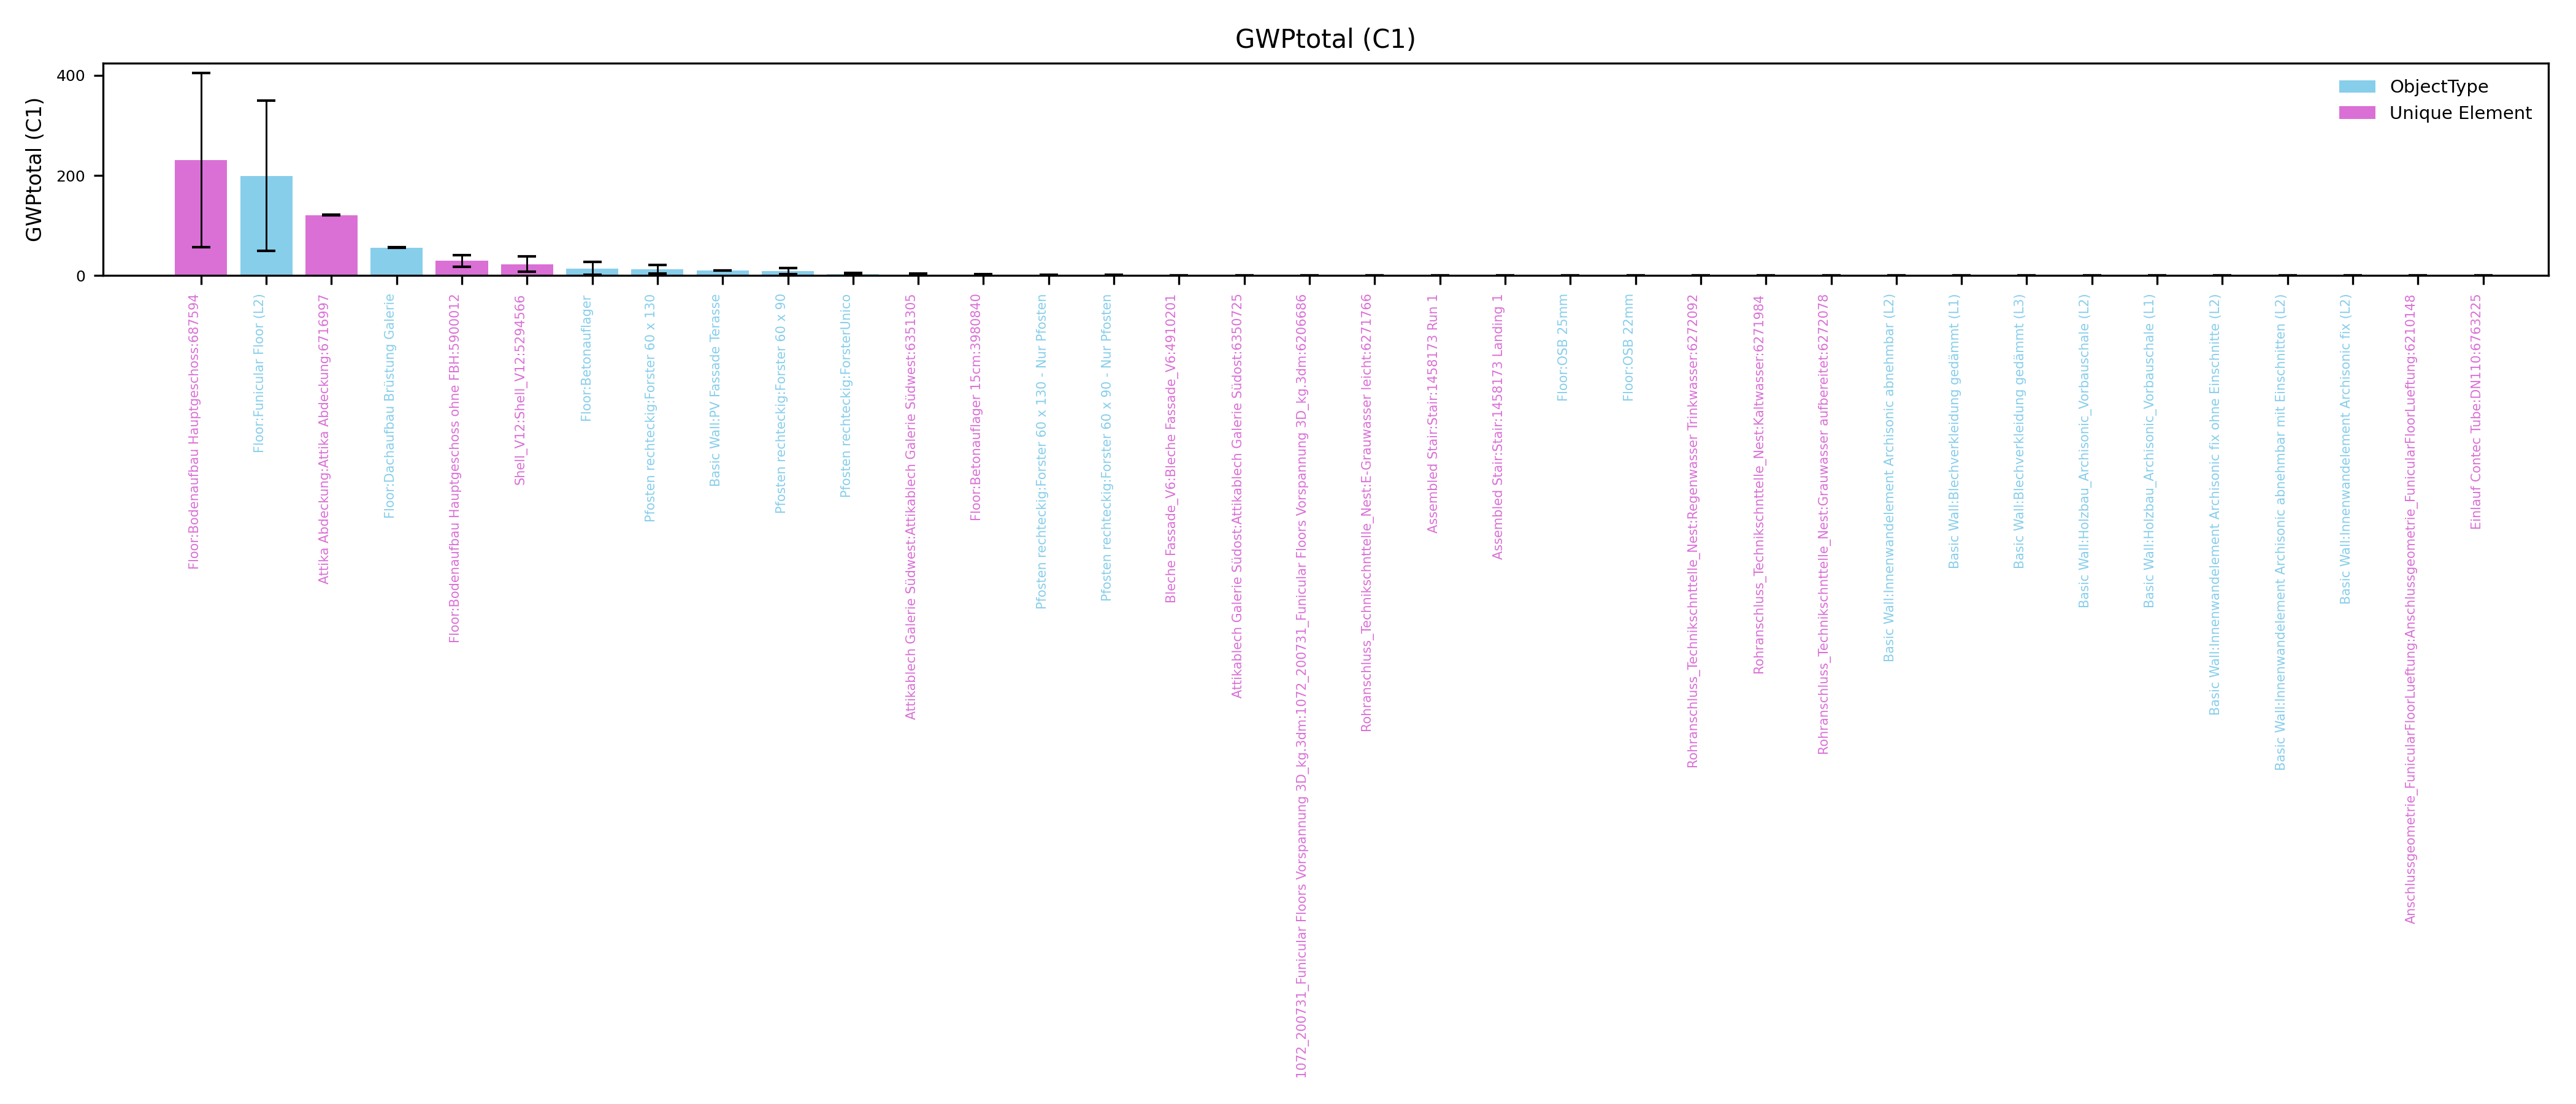 GWPtotal (C1)
GWPtotal (C1)
400
200
0
ObjectType
Unique Element
Floor:Bodenaufbau Hauptgeschoss:687594
Floor:Funicular Floor (L2)
Attika Abdeckung:Attika Abdeckung:6716997
Floor:Dachaufbau Brüstung Galerie
Floor:Bodenaufbau Hauptgeschoss ohne FBH:5900012
Shell_V12:Shell_V12:5294566
Floor:Betonauflager
Pfosten rechteckig:Forster 60 x 130
Basic Wall:PV Fassade Terasse
Pfosten rechteckig:Forster 60 x 90
Pfosten rechteckig:ForsterUnico
Attikablech Galerie Südwest:Attikablech Galerie Südwest:6351305
Floor:Betonauflager 15cm:3980840
Pfosten rechteckig:Forster 60 x 130 - Nur Pfosten
Pfosten rechteckig:Forster 60 x 90 - Nur Pfosten
Bleche Fassade_V6:Bleche Fassade_V6:4910201
Attikablech Galerie Südost:Attikablech Galerie Südost:6350725
1072_200731_Funicular Floors Vorspannung 3D_kg.3dm:1072_200731_Funicular Floors Vorspannung 3D_kg.3dm:6206686
Rohranschluss_Technikschnttelle_Nest:E-Grauwasser leicht:6271766
Assembled Stair:Stair:1458173 Run 1
Assembled Stair:Stair:1458173 Landing 1
Floor:OSB 25mm
Floor:OSB 22mm
Rohranschluss_Technikschnttelle_Nest:Regenwasser Trinkwasser:6272092
Rohranschluss_Technikschnttelle_Nest:Kaltwasser:6271984
Rohranschluss_Technikschnttelle_Nest:Grauwasser aufbereitet:6272078
Basic Wall:Innenwandelement Archisonic abnehmbar (L2)
Basic Wall:Blechverkleidung gedämmt (L1)
Basic Wall:Blechverkleidung gedämmt (L3)
Basic Wall:Holzbau_Archisonic_Vorbauschale (L2)
Basic Wall:Holzbau_Archisonic_Vorbauschale (L1)
Basic Wall:Innenwandelement Archisonic fix ohne Einschnitte (L2)
Basic Wall:Innenwandelement Archisonic abnehmbar mit Einschnitten (L2)
Basic Wall:Innenwandelement Archisonic fix (L2)
Anschlussgeometrie_FunicularFloorLueftung:Anschlussgeometrie_FunicularFloorLueftung:6210148
Einlauf Contec Tube:DN110:6763225